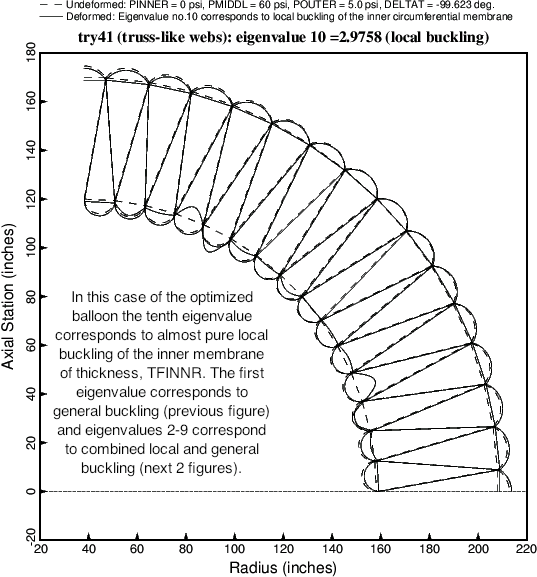 Undeformed: PINNER = 0 psi, PMIDDL = 60 psi, POUTER = 5.0 psi, DELTAT = -99.623 deg.
Deformed: Eigenvalue no.10 corresponds to local buckling of the inner circumferential membrane
try41 (truss-like webs): eigenvalue 10 =2.9758 (local buckling)
180
160
140
120
100
80
60
40
20
0
-20
Axial Station (inches)
In this case of the optimized
balloon the tenth eigenvalue
corresponds to almost pure local
buckling of the inner membrane
of thickness, TFINNR. The first
eigenvalue corresponds to
general buckling (previous figure)
and eigenvalues 2-9 correspond
to combined local and general
buckling (next 2 figures).
20 40 60 80 100 120 140 160 180 200 220
Radius (inches)